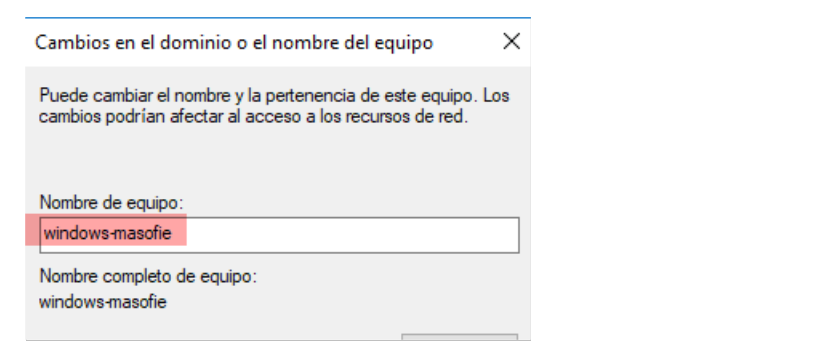 Cambios en el dominio o el nombre del equipo
Puede cambiar el nombre y la pertenencia de este equipo. Los
cambios podrían afectar al acceso a los recursos de red.
Nombre de equipo:
windows-masofie
Nombre completo de equipo:
windows-masofie